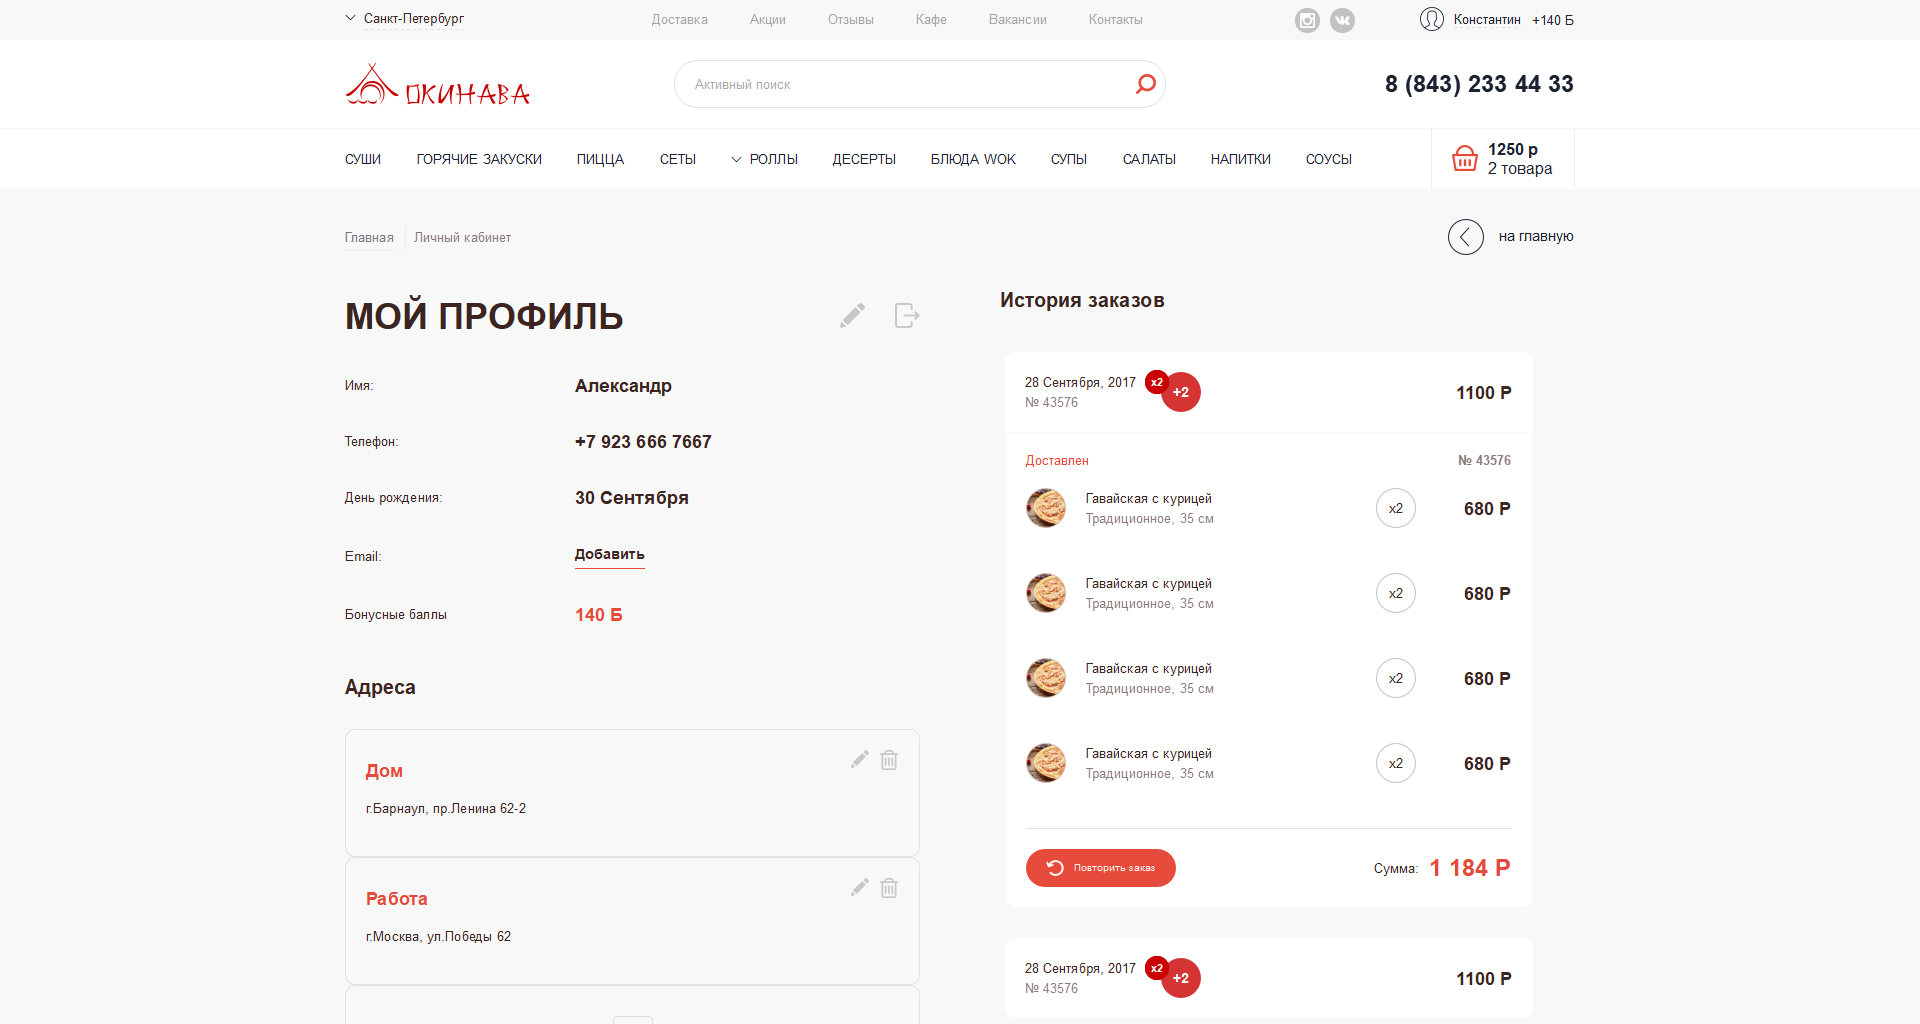 Санкт-Петербург
Доставка Акции Отзывы Кафе Вакансии Контакты
Константин +140 Б
ОКИНАВА
Активный поиск
8 (843) 233 44 33
СУШИ ГОРЯЧИЕ ЗАКУСКИ ПИЦЦА СЕТЫ РОЛЛЫ ДЕСЕРТЫ БЛЮДА WOK СУПЫ САЛАТЫ НАПИТКИ СОУСЫ
1250 р
2 товара
Главная Личный кабинет
на главную
МОЙ ПРОФИЛЬ
Имя: Александр
Телефон: +7 923 666 7667
День рождения: 30 Сентября
Email: Добавить
Бонусные баллы 140 Б
Адреса
Дом
г.Барнаул, пр.Ленина 62-2
Работа
г.Москва, ул.Победы 62
История заказов
28 Сентября, 2017 x2 +2 1100 Р
№ 43576
Доставлен № 43576
Гавайская с курицей x2 680 Р
Традиционное, 35 см
Гавайская с курицей x2 680 Р
Традиционное, 35 см
Гавайская с курицей x2 680 Р
Традиционное, 35 см
Гавайская с курицей x2 680 Р
Традиционное, 35 см
Повторить заказ Сумма: 1 184 Р
28 Сентября, 2017 x2 +2 1100 Р
№ 43576